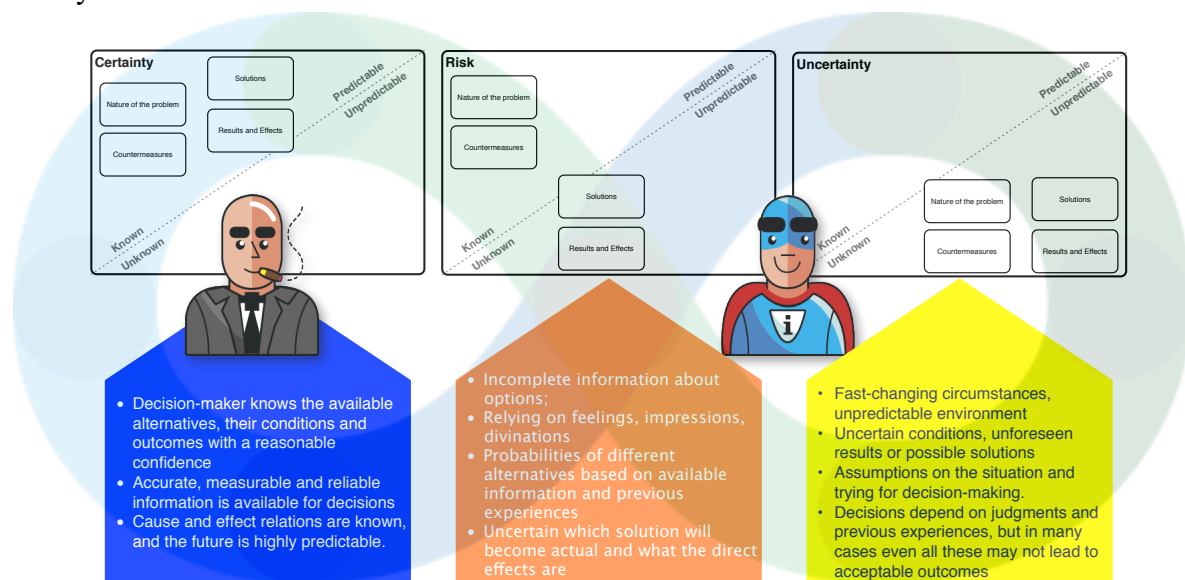 Certainty
Solutions
Predictable
Unpredictable
Nature of the problem
Results and Effects
Countermeasures
Known
Unknown
Risk
Predictable
Unpredictable
Nature of the problem
Countermeasures
Solutions
Known
Unknown
Results and Effects
Uncertainty
Predictable
Unpredictable
Nature of the problem
Solutions
Known
Unknown
Countermeasures
Results and Effects
i
• Decision-maker knows the available
alternatives, their conditions and
outcomes with a reasonable
confidence
• Accurate, measurable and reliable
information is available for decisions
• Cause and effect relations are known,
and the future is highly predictable.
• Incomplete information about
options;
• Relying on feelings, impressions,
divinations
• Probabilities of different
alternatives based on available
information and previous
experiences
• Uncertain which solution will
become actual and what the direct
effects are
• Fast-changing circumstances,
unpredictable environment
• Uncertain conditions, unforeseen
results or possible solutions
• Assumptions on the situation and
trying for decision-making.
• Decisions depend on judgments and
previous experiences, but in many
cases even all these may not lead to
acceptable outcomes